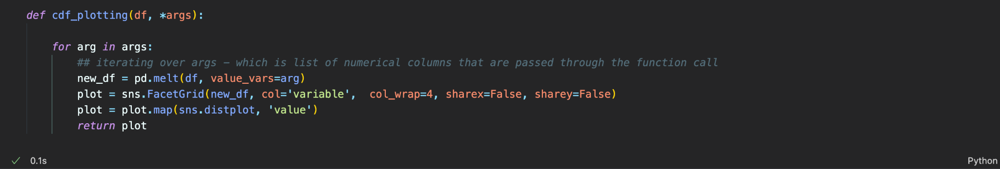 def cdf_plotting(df, *args):
for arg in args:
## iterating over args – which is list of numerical columns that are passed through the function call
new_df = pd.melt(df, value_vars=arg)
plot = sns.FacetGrid(new_df, col='variable',  col_wrap=4, sharex=False, sharey=False)
plot = plot.map(sns.distplot, 'value')
return plot
0.1s
Python